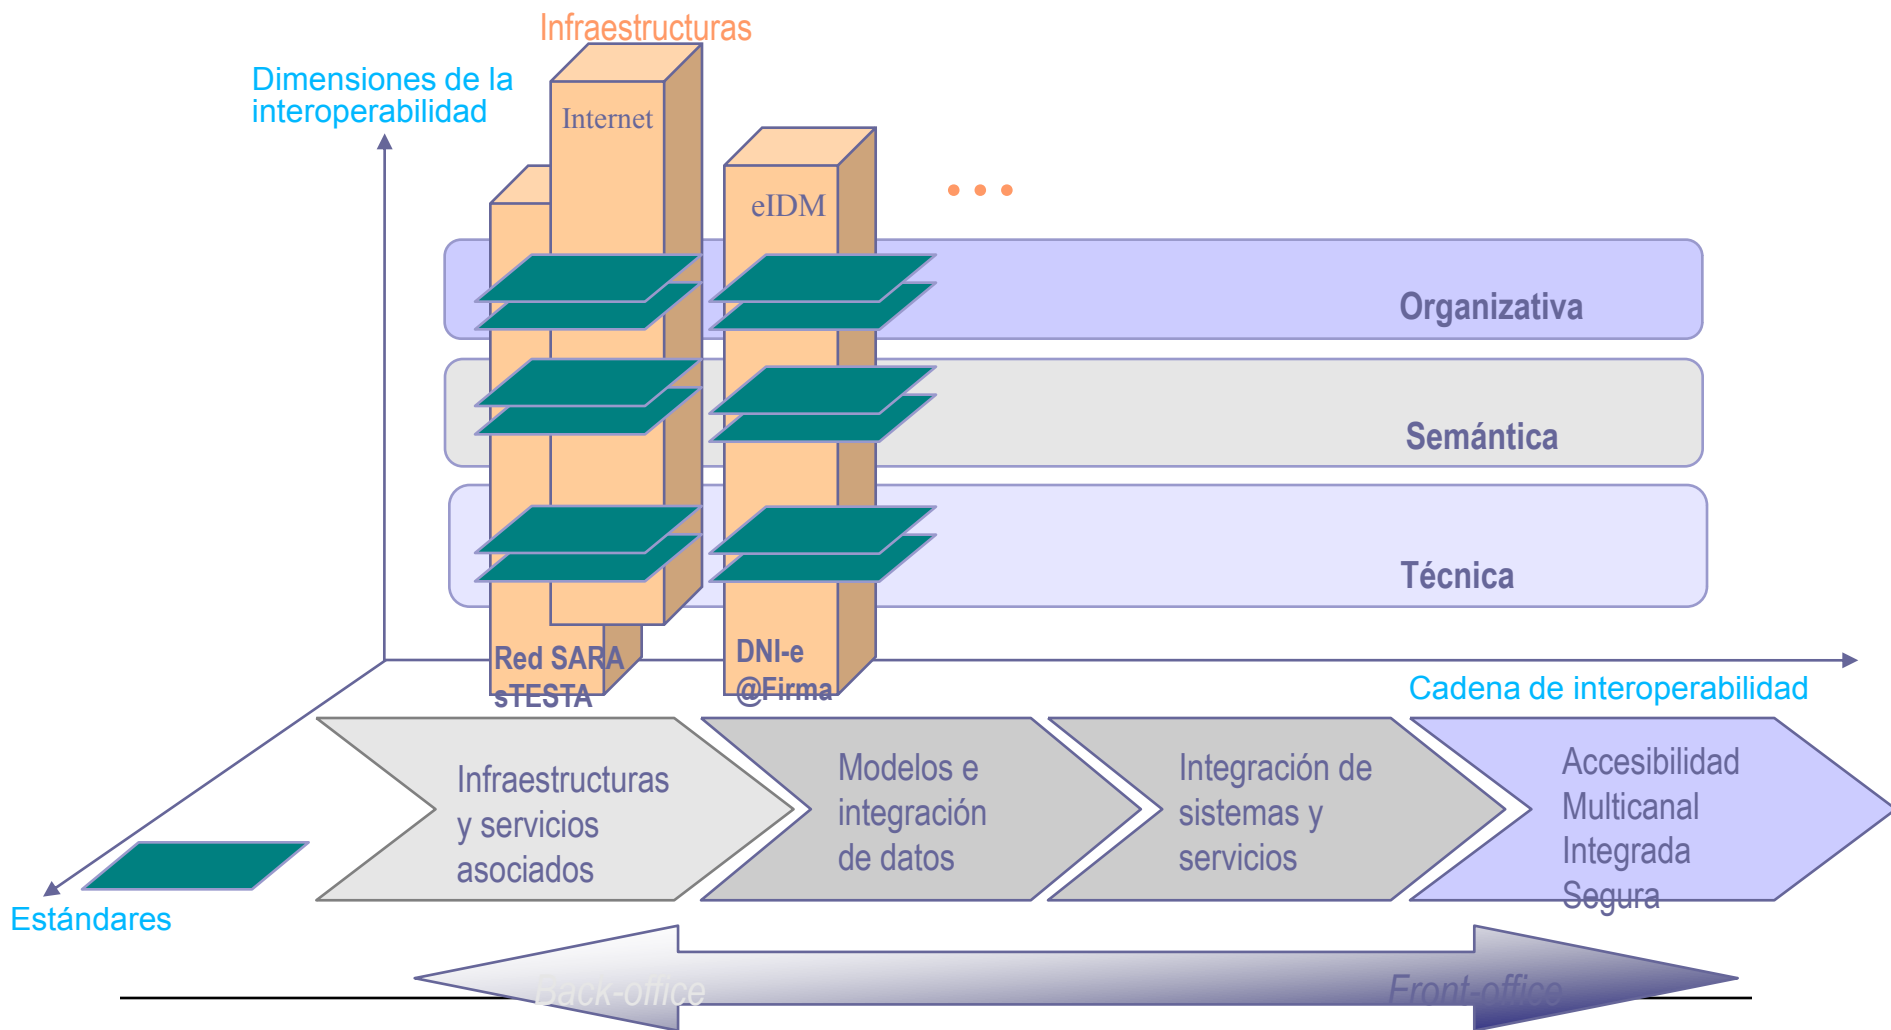 Infraestructuras
Dimensiones de la
interoperabilidad
Internet
eIDM
...
Organizativa
Semántica
Técnica
Red SARA
sTESTA
DNI-e
@Firma
Cadena de interoperabilidad
Infraestructuras
y servicios
asociados
Modelos e
integración
de datos
Integración de
sistemas y
servicios
Accesibilidad
Multicanal
Integrada
Segura
Estándares
Back-office
Front-office